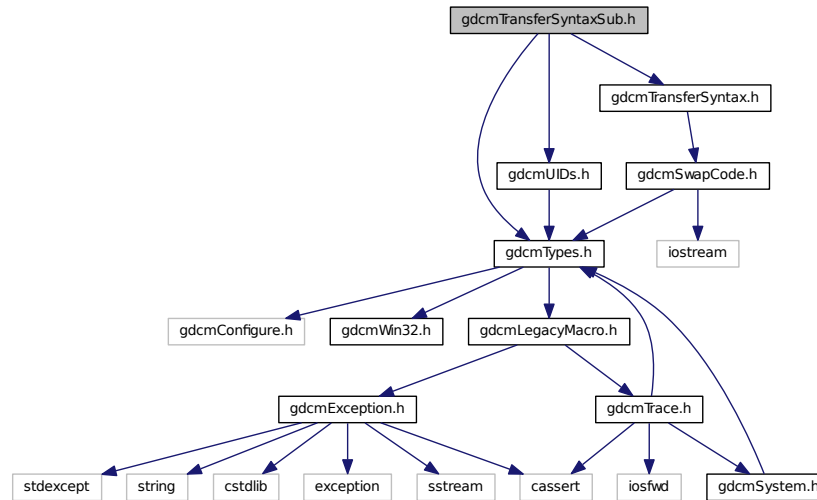 gdcmTransferSyntaxSub.h
gdcmTransferSyntax.h
gdcmUIDs.h
gdcmSwapCode.h
gdcmTypes.h
iostream
gdcmConfigure.h
gdcmWin32.h
gdcmLegacyMacro.h
gdcmException.h
gdcmTrace.h
stdexcept
string
cstdlib
exception
sstream
cassert
iosfwd
gdcmSystem.h